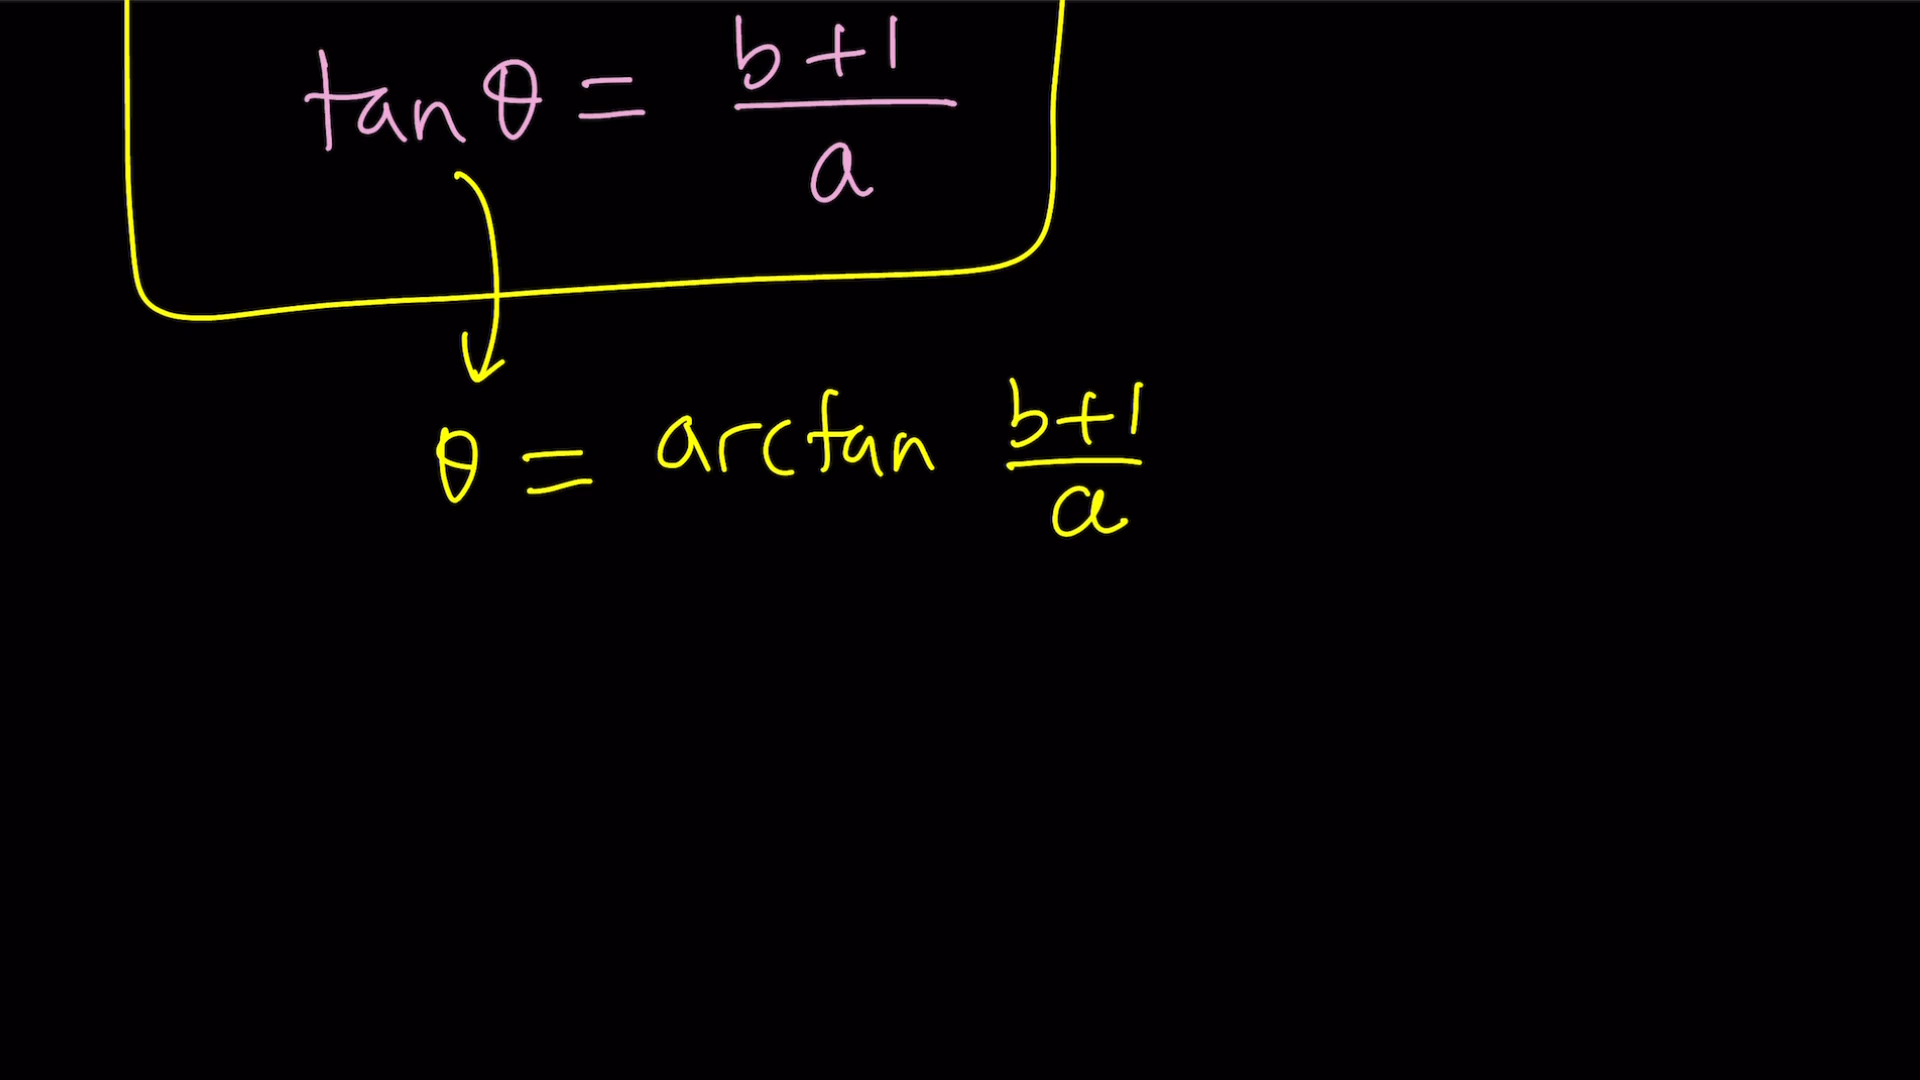 tan θ = (b+1)/a
θ = arctan (b+1)/a